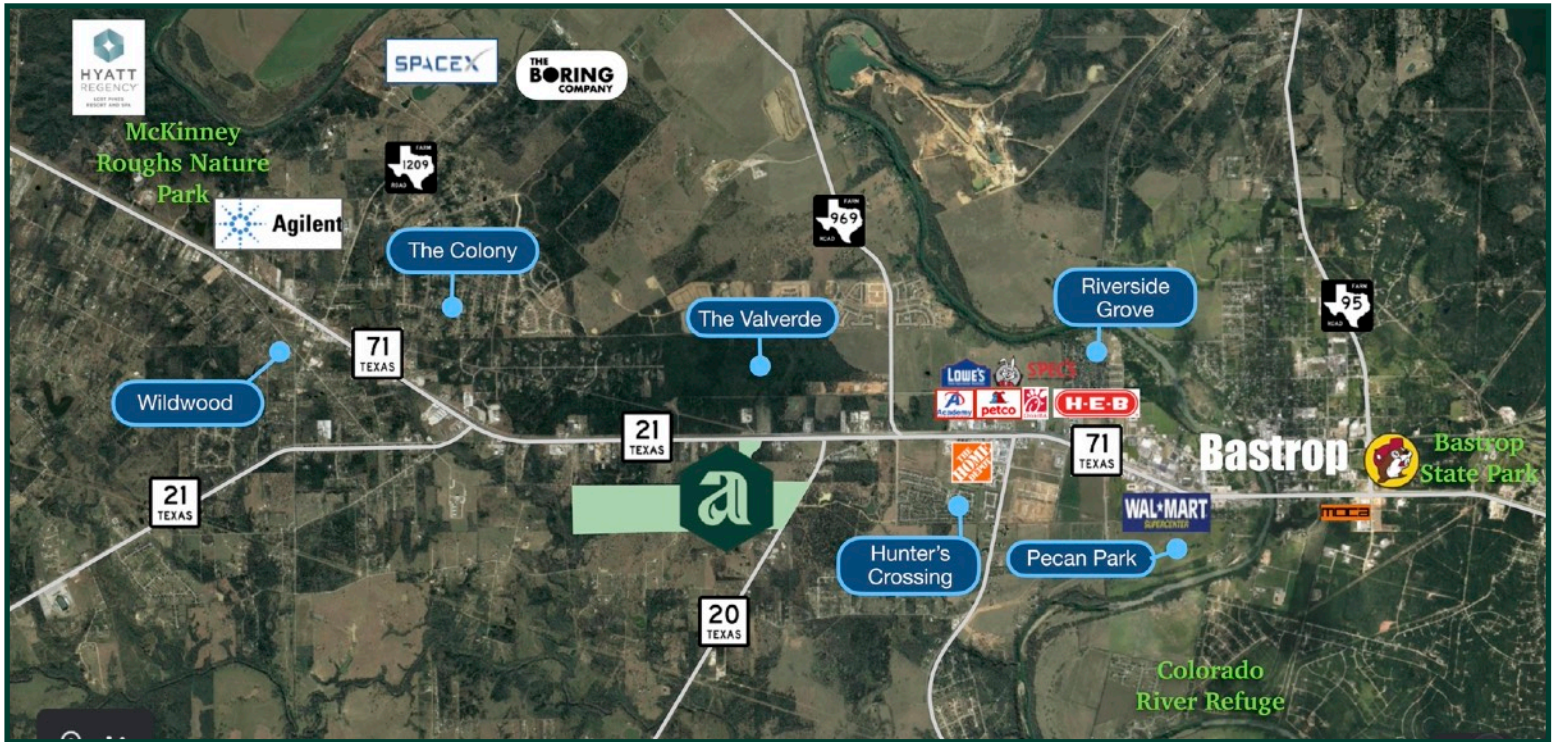 HYATT
REGENCY
LOST PINES
RESORT AND SPA
SPACEX
THE
BORING
COMPANY
McKinney
Roughs Nature
Park
FARM
1209
ROAD
Agilent
The Colony
FARM
969
ROAD
The Valverde
Riverside
Grove
FARM
95
ROAD
71
TEXAS
Wildwood
LOWE'S
SPEC'S
Academy
petco
H-E-B
21
TEXAS
71
TEXAS
Bastrop
Bastrop
State Park
21
TEXAS
a
THE
HOME
DEPOT
WAL★MART
SUPERCENTER
moca
Hunter's
Crossing
Pecan Park
20
TEXAS
Colorado
River Refuge